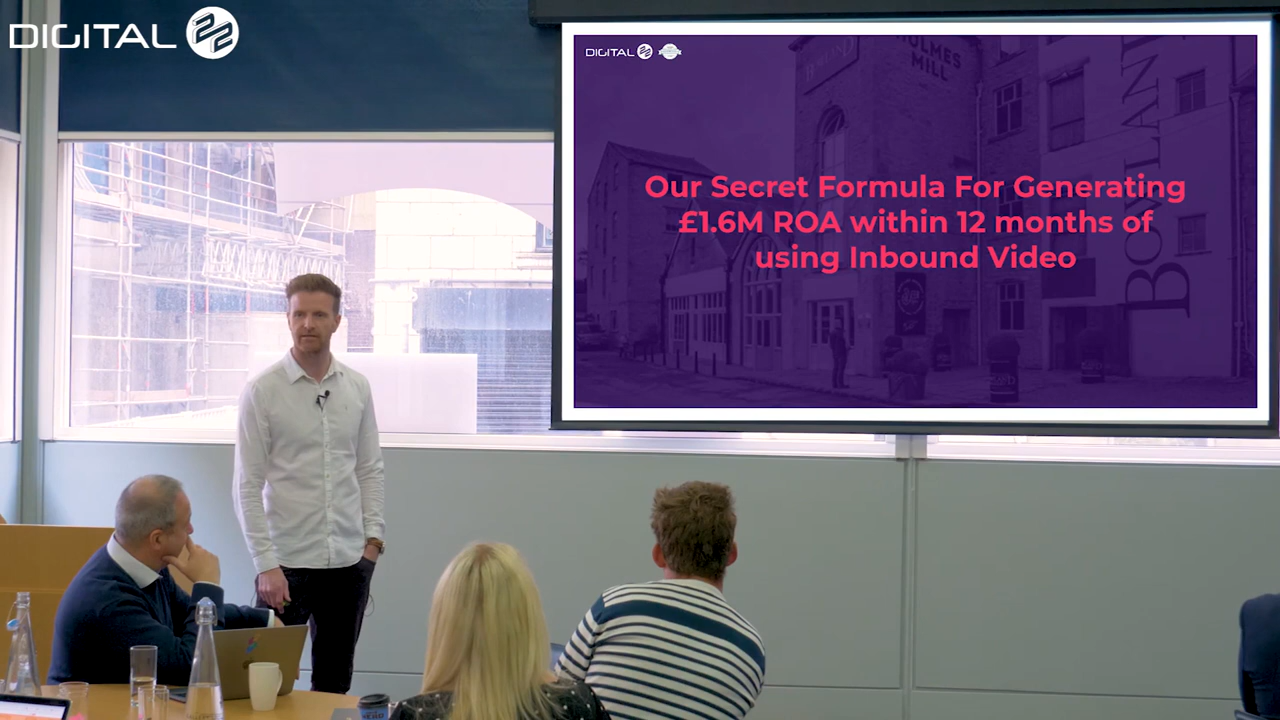 DIGITAL 22
DIGITAL 22
HOLMES
MILL
BOWLAND
Our Secret Formula For Generating
£1.6M ROA within 12 months of
using Inbound Video